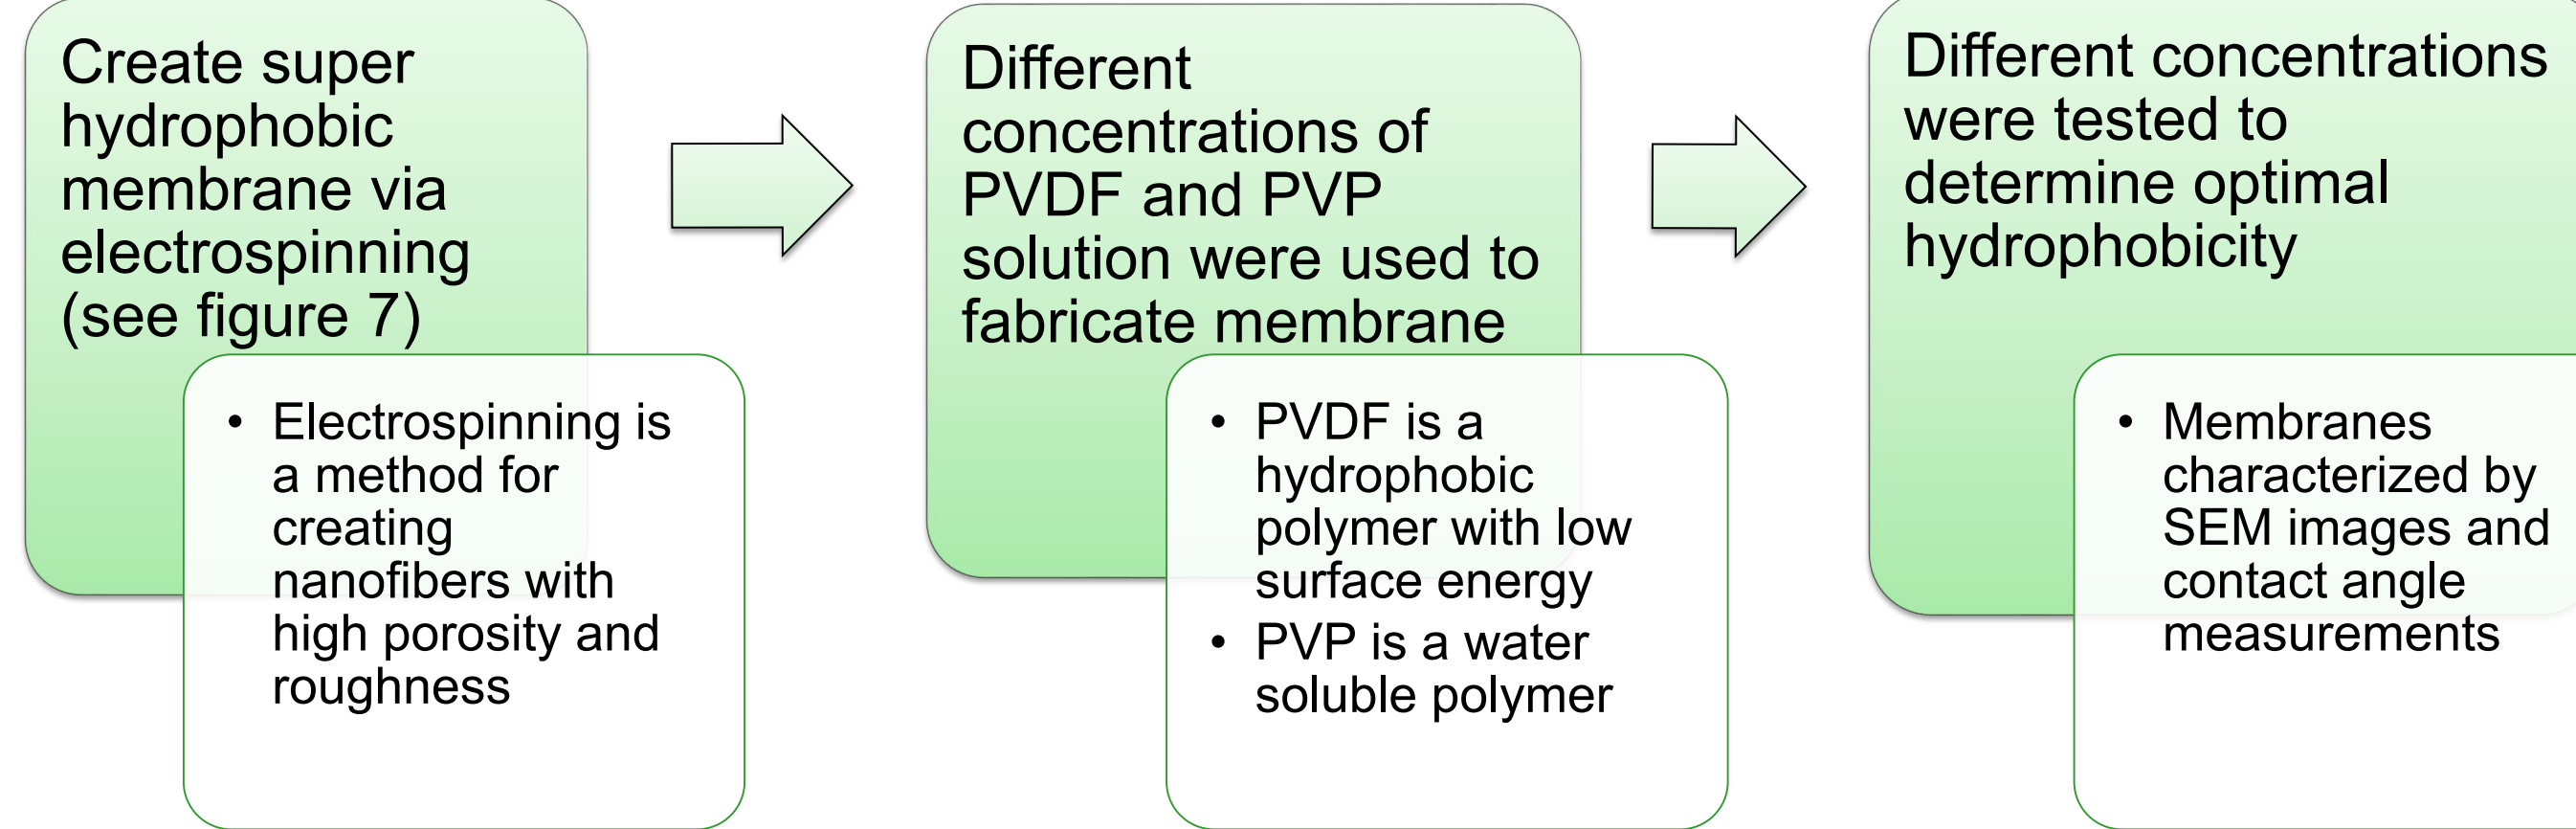 Create super
hydrophobic
membrane via
electrospinning
(see figure 7)
• Electrospinning is
a method for
creating
nanofibers with
high porosity and
roughness
Different
concentrations of
PVDF and PVP
solution were used to
fabricate membrane
• PVDF is a
hydrophobic
polymer with low
surface energy
• PVP is a water
soluble polymer
Different concentrations
were tested to
determine optimal
hydrophobicity
• Membranes
characterized by
SEM images and
contact angle
measurements